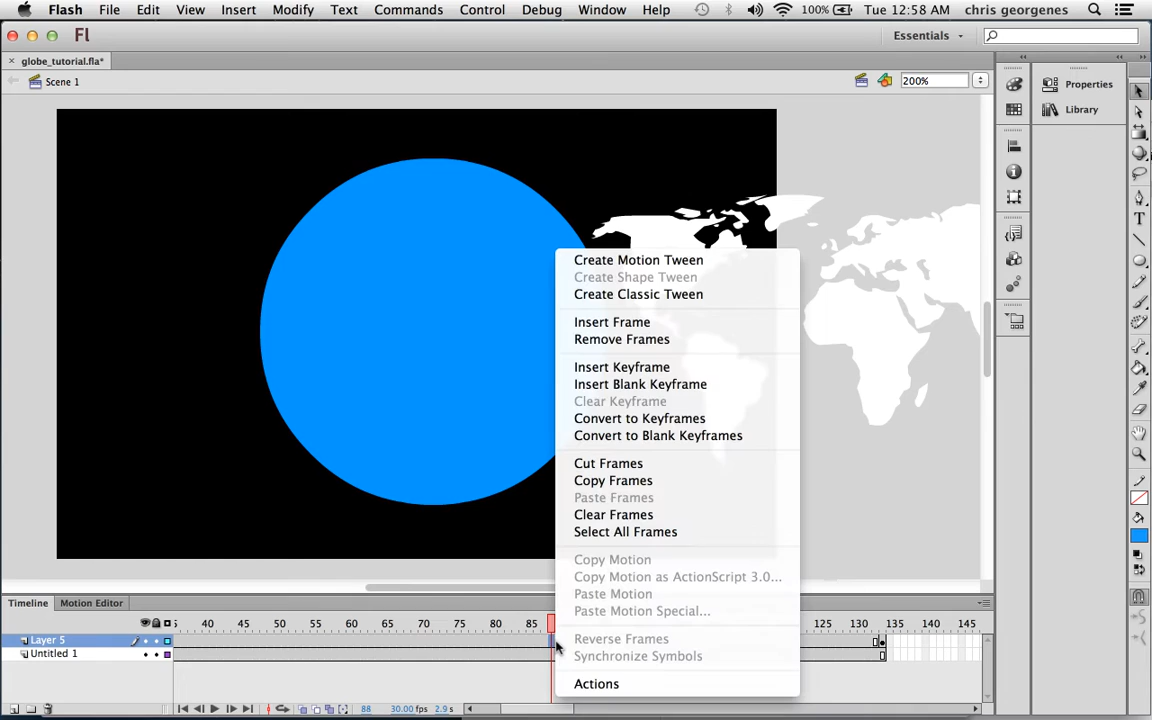 Flash File Edit View Insert Modify Text Commands Control Debug Window Help 100% Tue 12:58 AM chris georgenes
Fl Essentials
× globe_tutorial.fla*
Scene 1 200%
Properties
Library
Create Motion Tween
Create Shape Tween
Create Classic Tween
Insert Frame
Remove Frames
Insert Keyframe
Insert Blank Keyframe
Clear Keyframe
Convert to Keyframes
Convert to Blank Keyframes
Cut Frames
Copy Frames
Paste Frames
Clear Frames
Select All Frames
Copy Motion
Copy Motion as ActionScript 3.0...
Paste Motion
Paste Motion Special...
Reverse Frames
Synchronize Symbols
Actions
Timeline Motion Editor
40 45 50 55 60 65 70 75 80 85 125 130 135 140 145
Layer 5
Untitled 1
88 30.00 fps 2.9 s